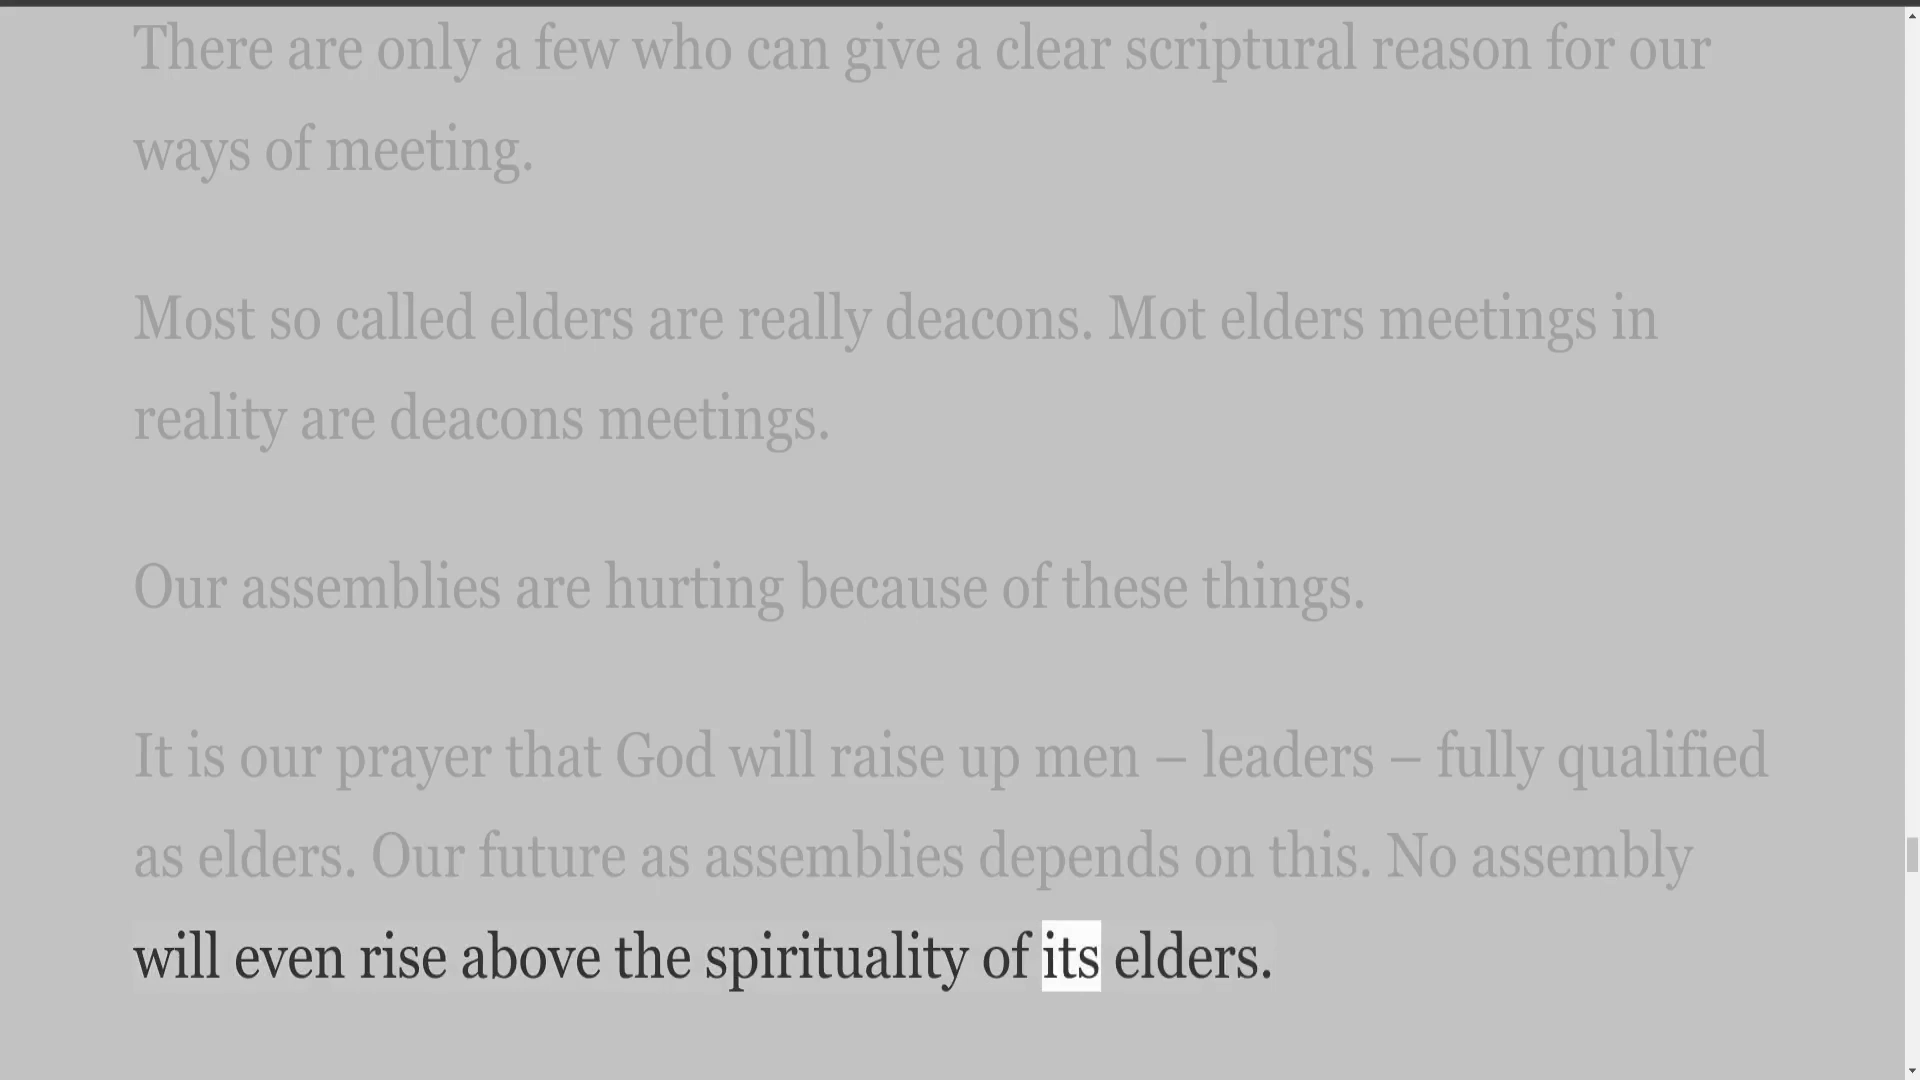 There are only a few who can give a clear scriptural reason for our
ways of meeting.
Most so called elders are really deacons. Mot elders meetings in
reality are deacons meetings.
Our assemblies are hurting because of these things.
It is our prayer that God will raise up men – leaders – fully qualified
as elders. Our future as assemblies depends on this. No assembly
will even rise above the spirituality of its elders.